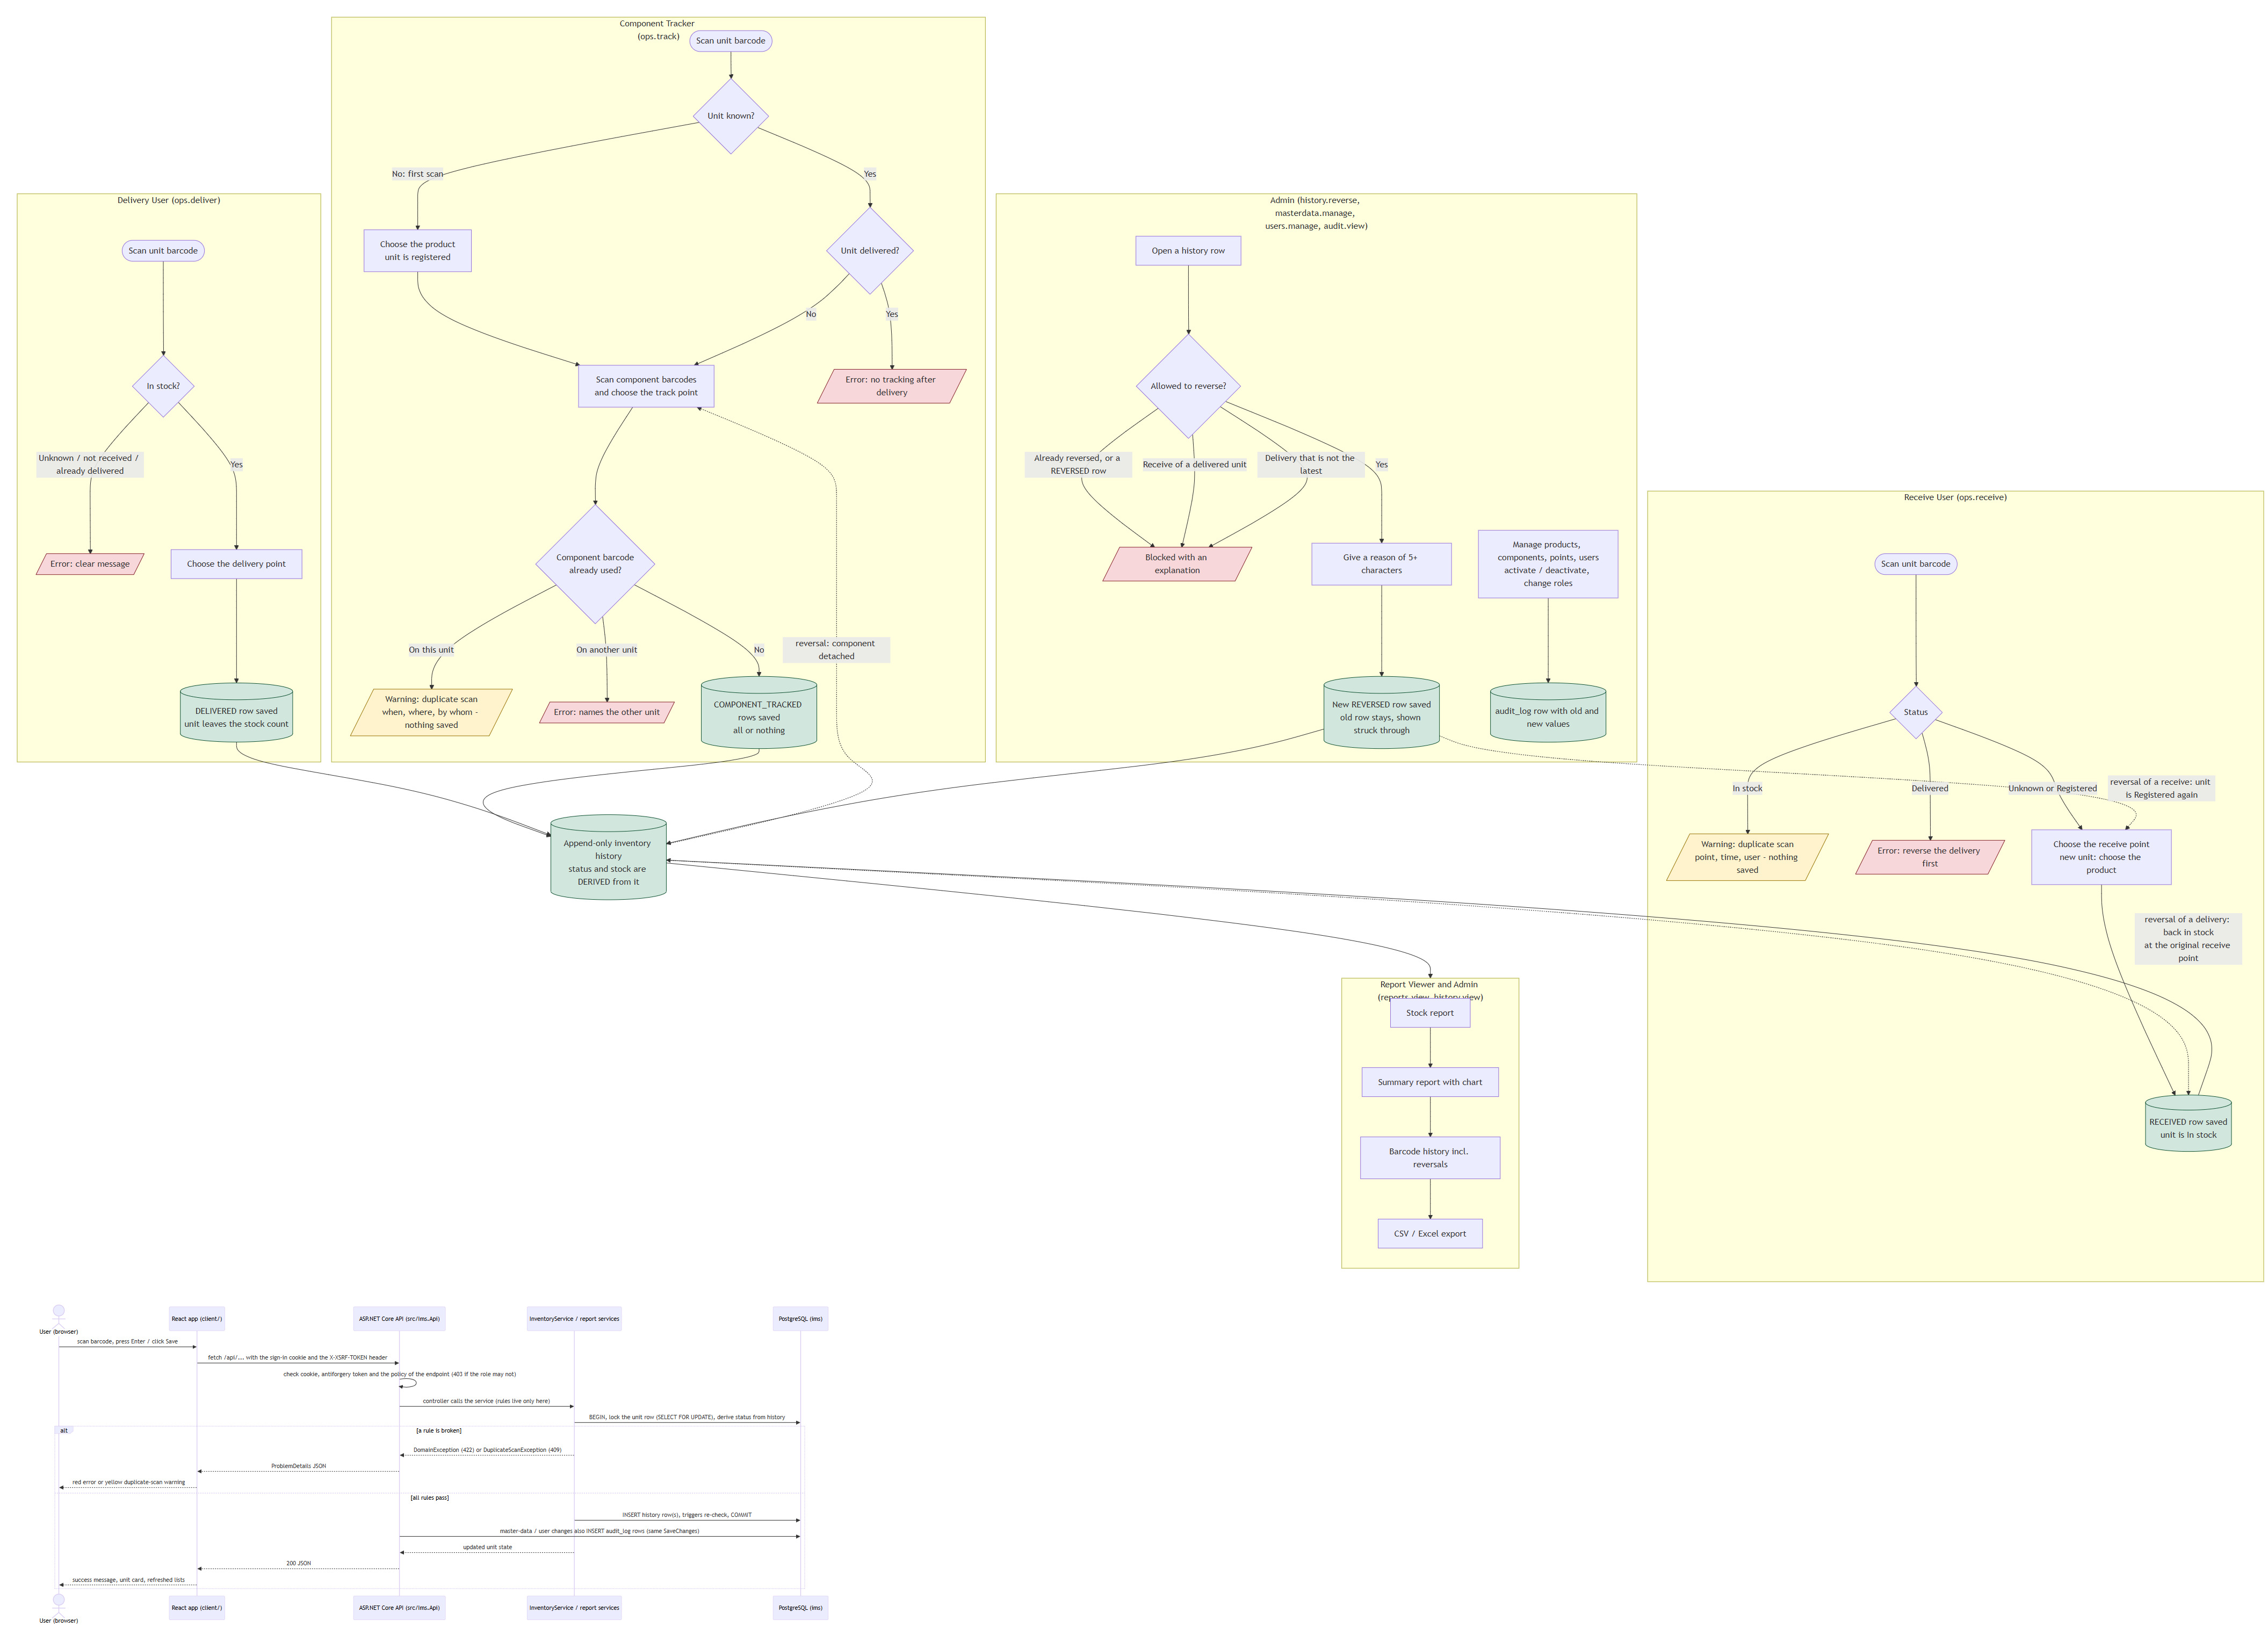 Component Tracker
(ops.track)
Scan unit barcode
Unit known?
No: first scan
Yes
Choose the product
unit is registered
Unit delivered?
No
Yes
Scan component barcodes
and choose the track point
Error: no tracking after
delivery
Component barcode
already used?
On this unit
On another unit
No
reversal: component
detached
Warning: duplicate scan
when, where, by whom -
nothing saved
Error: names the other unit
COMPONENT_TRACKED
rows saved
all or nothing
Delivery User (ops.deliver)
Scan unit barcode
In stock?
Unknown / not received /
already delivered
Yes
Error: clear message
Choose the delivery point
DELIVERED row saved
unit leaves the stock count
Admin (history.reverse,
masterdata.manage,
users.manage, audit.view)
Open a history row
Allowed to reverse?
Already reversed, or a
REVERSED row
Receive of a delivered unit
Delivery that is not the
latest
Yes
Blocked with an
explanation
Give a reason of 5+
characters
Manage products,
components, points, users
activate / deactivate,
change roles
New REVERSED row saved
old row stays, shown
struck through
audit_log row with old and
new values
Receive User (ops.receive)
Scan unit barcode
Status
In stock
Delivered
Unknown or Registered
reversal of a receive: unit
is Registered again
Warning: duplicate scan
point, time, user - nothing
saved
Error: reverse the delivery
first
Choose the receive point
new unit: choose the
product
reversal of a delivery:
back in stock
at the original receive
point
RECEIVED row saved
unit is In stock
Append-only inventory
history
status and stock are
DERIVED from it
Report Viewer and Admin
(reports.view, history.view)
Stock report
Summary report with chart
Barcode history incl.
reversals
CSV / Excel export
User (browser)
React app (client/)
ASP.NET Core API (src/Ims.Api)
InventoryService / report services
PostgreSQL (ims)
scan barcode, press Enter / click Save
fetch /api/... with the sign-in cookie and the X-XSRF-TOKEN header
check cookie, antiforgery token and the policy of the endpoint (403 if the role may not)
controller calls the service (rules live only here)
BEGIN, lock the unit row (SELECT FOR UPDATE), derive status from history
alt
[a rule is broken]
DomainException (422) or DuplicateScanException (409)
ProblemDetails JSON
red error or yellow duplicate-scan warning
[all rules pass]
INSERT history row(s), triggers re-check, COMMIT
master-data / user changes also INSERT audit_log rows (same SaveChanges)
updated unit state
200 JSON
success message, unit card, refreshed lists
User (browser)
React app (client/)
ASP.NET Core API (src/Ims.Api)
InventoryService / report services
PostgreSQL (ims)